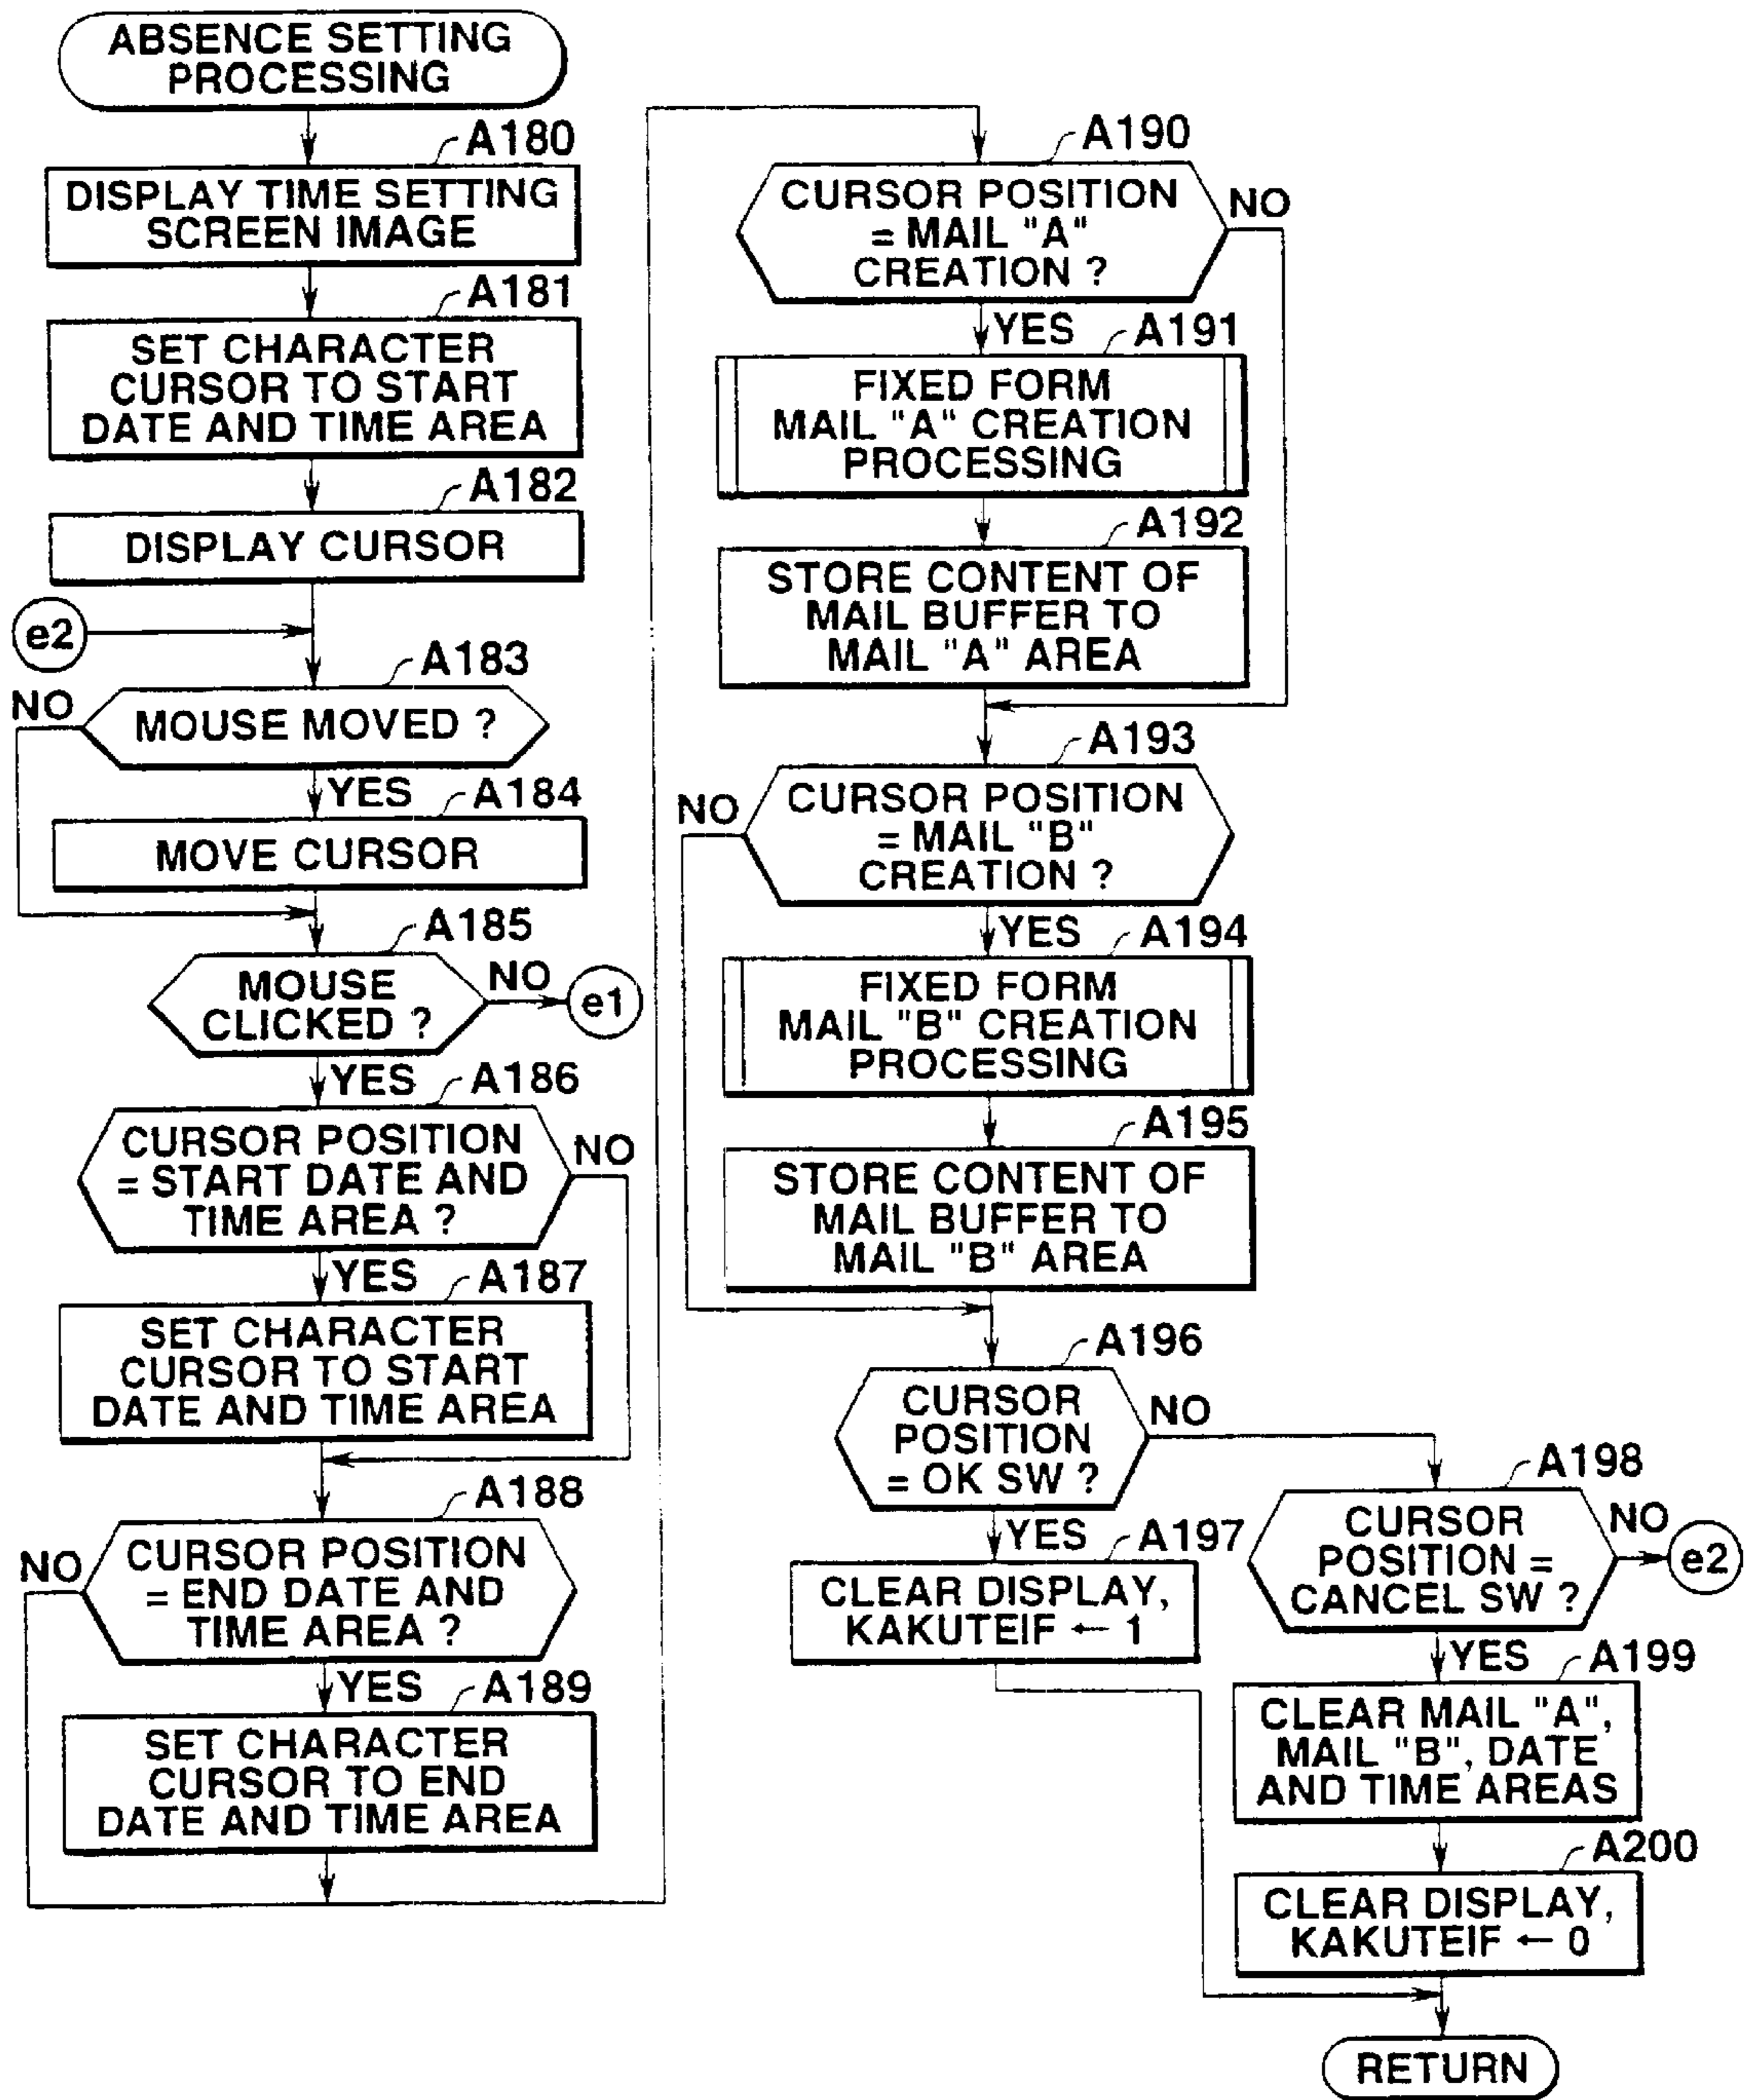 ABSENCE SETTING
PROCESSING
A180
DISPLAY TIME SETTING
SCREEN IMAGE
A181
SET CHARACTER
CURSOR TO START
DATE AND TIME AREA
A182
DISPLAY CURSOR
e2
A183
NO
MOUSE MOVED ?
YES
A184
MOVE CURSOR
A185
MOUSE
CLICKED ?
NO
e1
YES
A186
CURSOR POSITION
= START DATE AND
TIME AREA ?
NO
YES
A187
SET CHARACTER
CURSOR TO START
DATE AND TIME AREA
A188
NO
CURSOR POSITION
= END DATE AND
TIME AREA ?
YES
A189
SET CHARACTER
CURSOR TO END
DATE AND TIME AREA
A190
CURSOR POSITION
= MAIL "A"
CREATION ?
NO
YES
A191
FIXED FORM
MAIL "A" CREATION
PROCESSING
A192
STORE CONTENT OF
MAIL BUFFER TO
MAIL "A" AREA
A193
NO
CURSOR POSITION
= MAIL "B"
CREATION ?
YES
A194
FIXED FORM
MAIL "B" CREATION
PROCESSING
A195
STORE CONTENT OF
MAIL BUFFER TO
MAIL "B" AREA
A196
CURSOR
POSITION
= OK SW ?
NO
YES
A197
CLEAR DISPLAY,
KAKUTEIF ← 1
A198
CURSOR
POSITION =
CANCEL SW ?
NO
e2
YES
A199
CLEAR MAIL "A",
MAIL "B", DATE
AND TIME AREAS
A200
CLEAR DISPLAY,
KAKUTEIF ← 0
RETURN